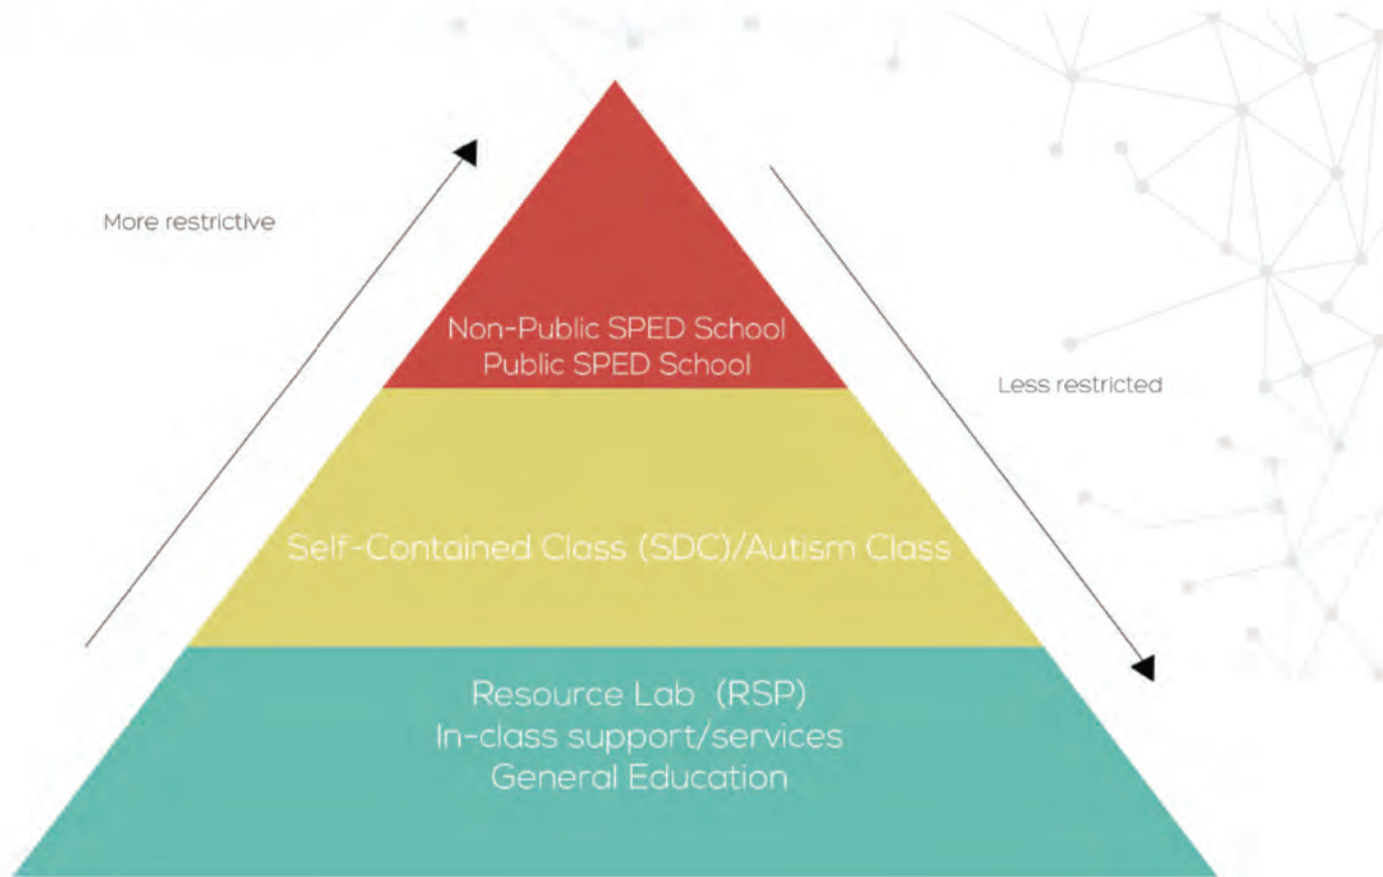 More restrictive
Non-Public SPED School
Public SPED School
Less restricted
Self-Contained Class (SDC)/Autism Class
Resource Lab (RSP)
In-class support/services
General Education